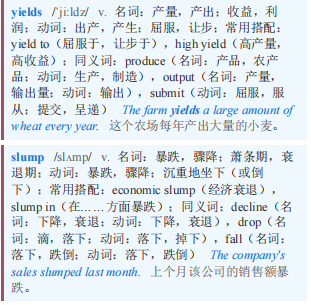 yields /ˈjiːldz/ v. 名词：产量，产出；收益，利
润；动词：出产，产生；屈服，让步；常用搭配：
yield to（屈服于，让步于），high yield（高产量，
高收益）；同义词：produce（名词：产品，农产
品；动词：生产，制造），output（名词：产量，
输出量；动词：输出），submit（动词：屈服，服
从；提交，呈递） The farm yields a large amount of
wheat every year. 这个农场每年产出大量的小麦。
slump /slʌmp/ v. 名词：暴跌，骤降；萧条期，衰
退期；动词：暴跌，骤降；沉重地坐下（或倒
下）；常用搭配：economic slump（经济衰退），
slump in（在……方面暴跌）；同义词：decline（名
词：下降，衰退；动词：下降，衰退），drop（名
词：滴，落下；动词：落下，掉下），fall（名词：
落下，跌倒；动词：落下，跌倒） The company's
sales slumped last month. 上个月该公司的销售额暴
跌。